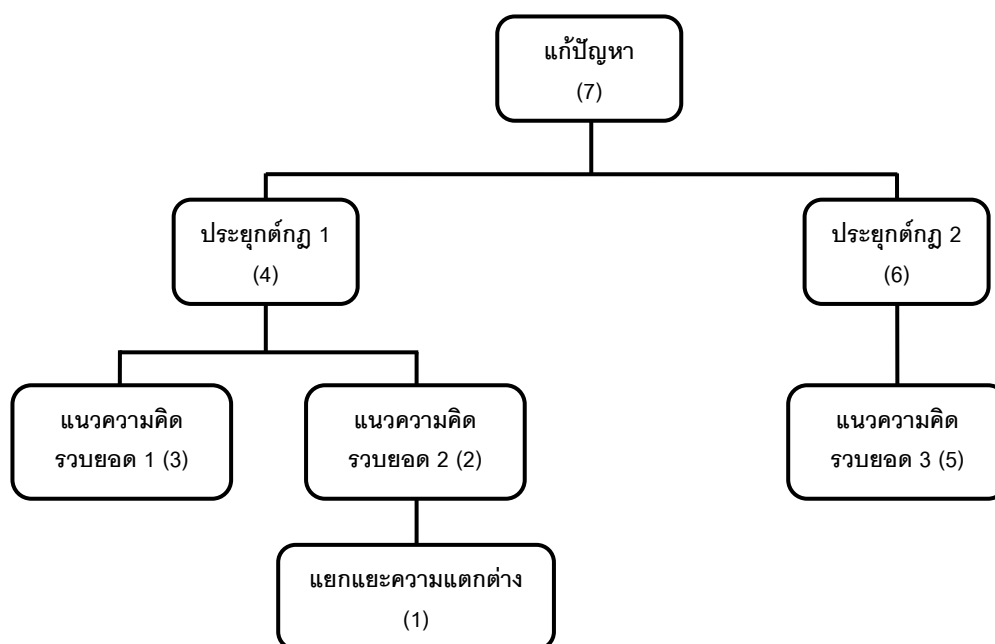 แก้ปัญหา
(7)
ประยุกต์กฎ 1
(4)
ประยุกต์กฎ 2
(6)
แนวความคิด
รวบยอด 1 (3)
แนวความคิด
รวบยอด 2 (2)
แนวความคิด
รวบยอด 3 (5)
แยกแยะความแตกต่าง
(1)